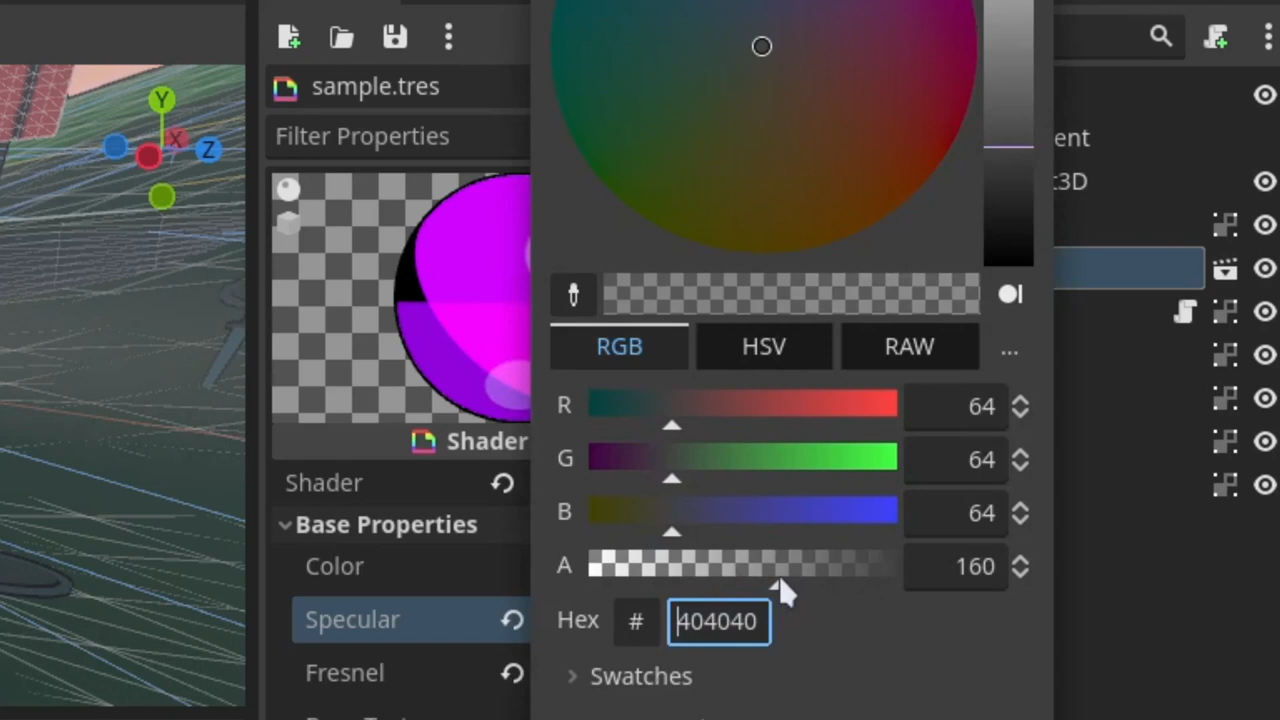 sample.tres
Filter Properties
Y
X
Z
ent
3D
RGB
HSV
RAW
...
R
64
G
64
Shader
Shader
B
64
Base Properties
Color
A
160
Specular
Hex
#
404040
Fresnel
Swatches